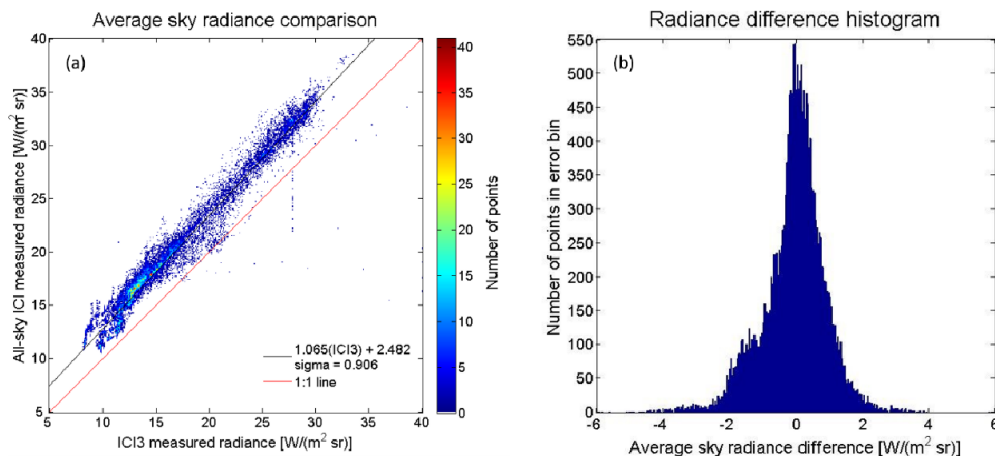 Average sky radiance comparison
(a)
All-sky ICI measured radiance [W/(m² sr)]
40
35
30
25
20
15
10
5
5 10 15 20 25 30 35 40
ICI3 measured radiance [W/(m² sr)]
1.065(ICI3) + 2.482
sigma = 0.906
1:1 line
40
35
30
25
20
15
10
5
0
Number of points
Radiance difference histogram
(b)
Number of points in error bin
550
500
450
400
350
300
250
200
150
100
50
0
-6 -4 -2 0 2 4 6
Average sky radiance difference [W/(m² sr)]